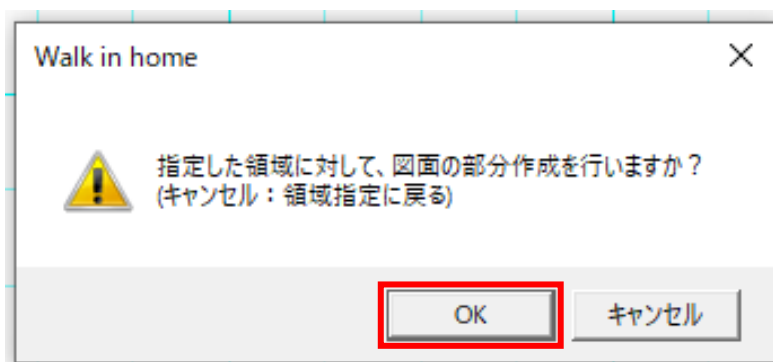 Walk in home
指定した領域に対して、図面の部分作成を行いますか？
(キャンセル：領域指定に戻る)
OK
キャンセル